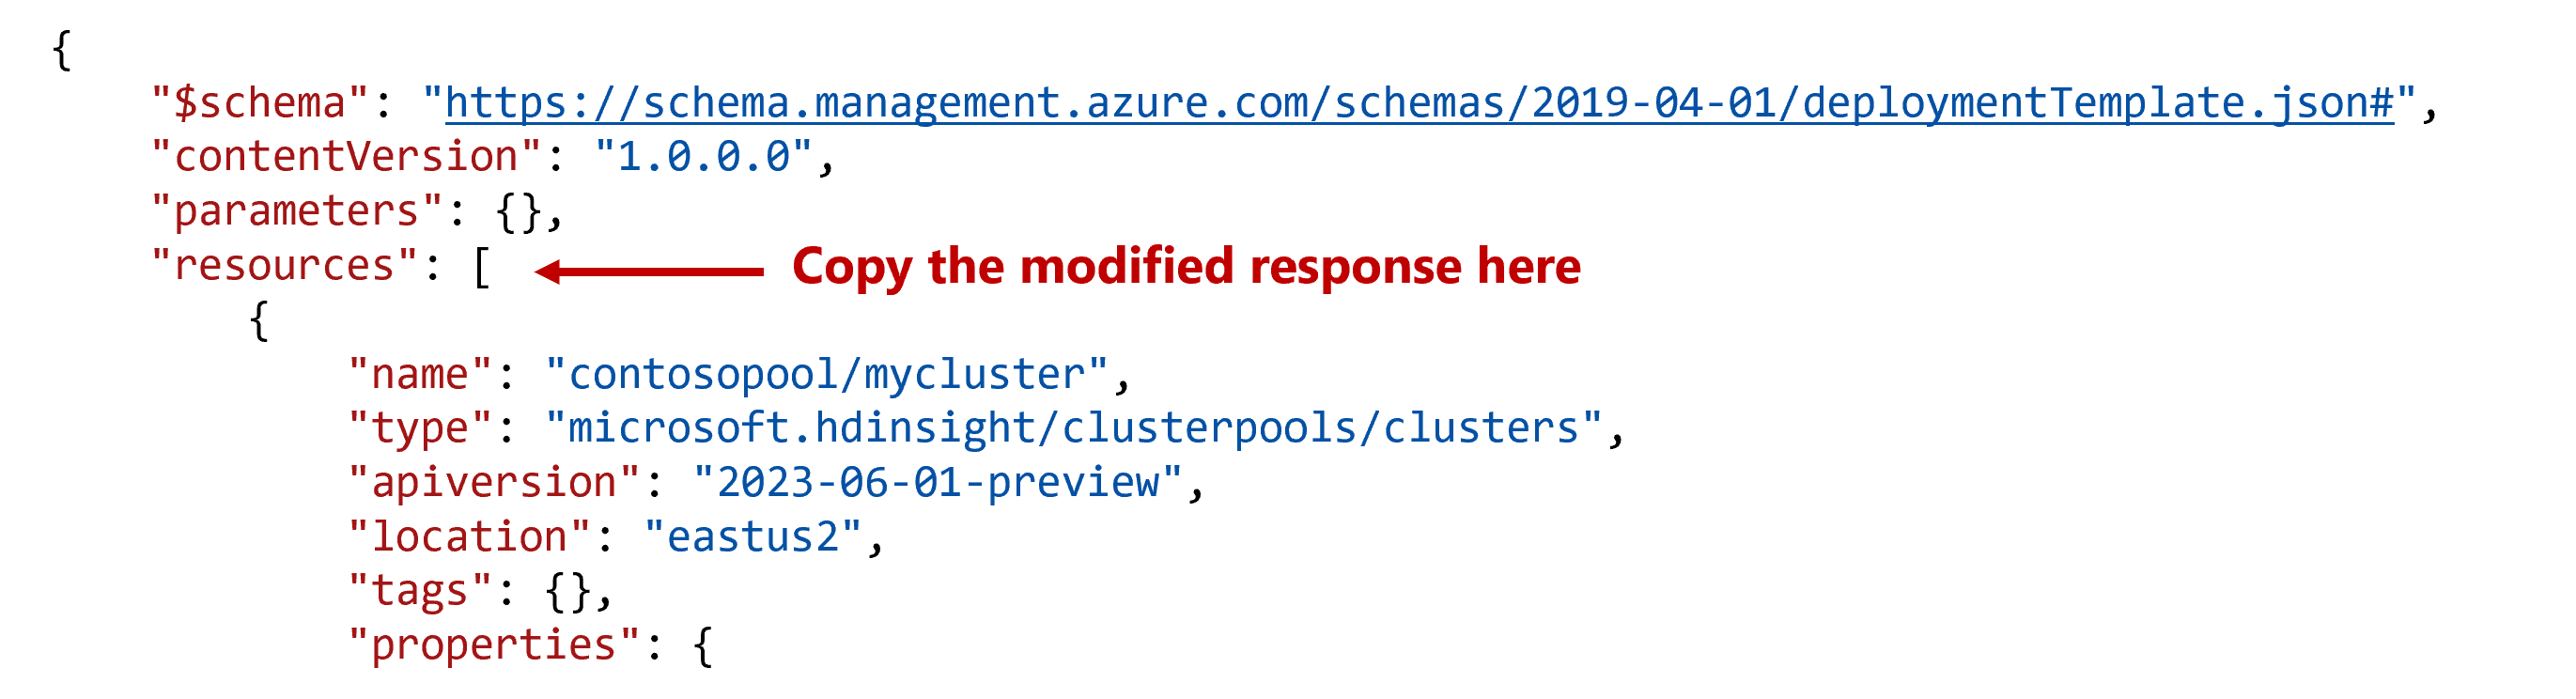 {
"$schema": "https://schema.management.azure.com/schemas/2019-04-01/deploymentTemplate.json#",
"contentVersion": "1.0.0.0",
"parameters": {},
"resources": [ Copy the modified response here
{
"name": "contosopool/mycluster",
"type": "microsoft.hdinsight/clusterpools/clusters",
"apiversion": "2023-06-01-preview",
"location": "eastus2",
"tags": {},
"properties": {